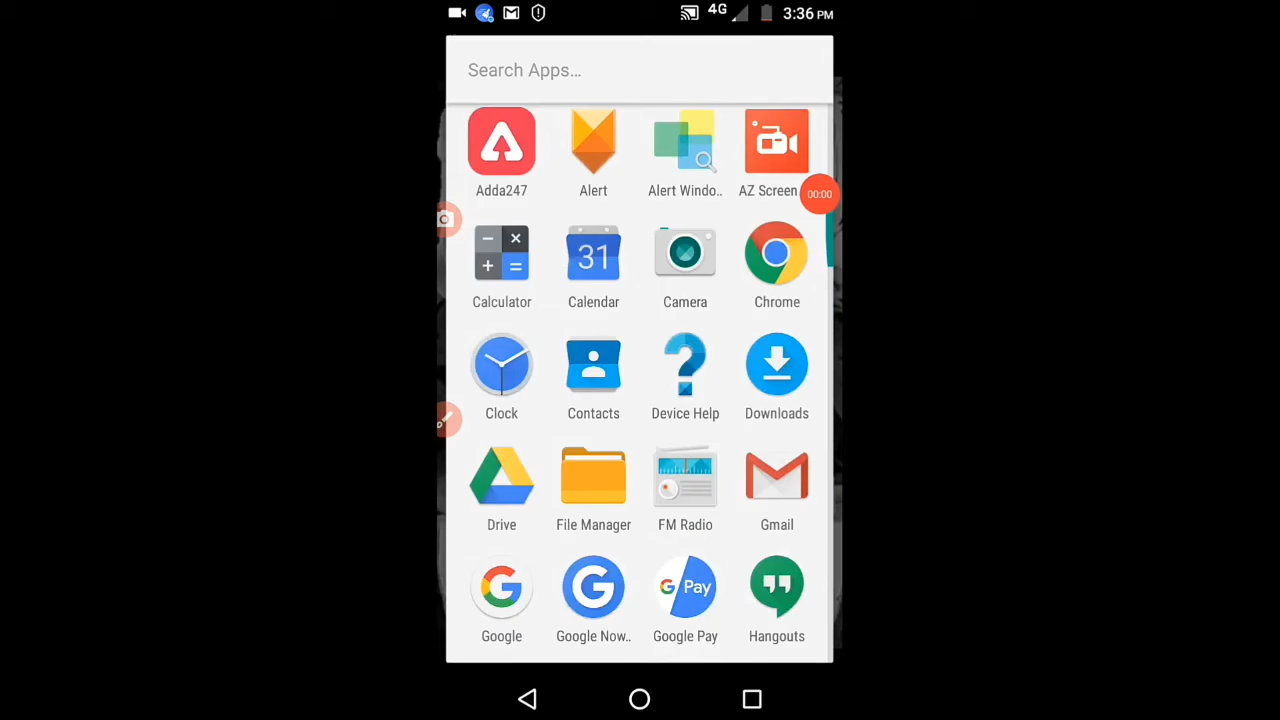 4G 3:36 PM
Search Apps...
Adda247 Alert Alert Windo.. AZ Screen
00:00
Calculator 31 Calendar Camera Chrome
Clock Contacts Device Help Downloads
Drive File Manager FM Radio Gmail
G G G Pay
Google Google Now.. Google Pay Hangouts